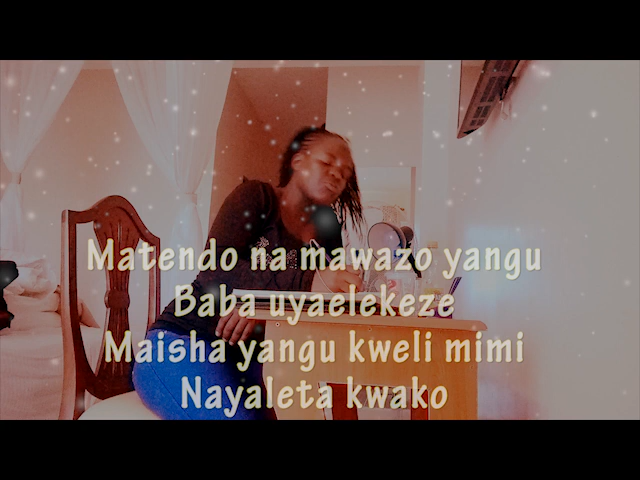 Matendo na mawazo yangu
Baba uyaelekeze
Maisha yangu kweli mimi
Nayaleta kwako